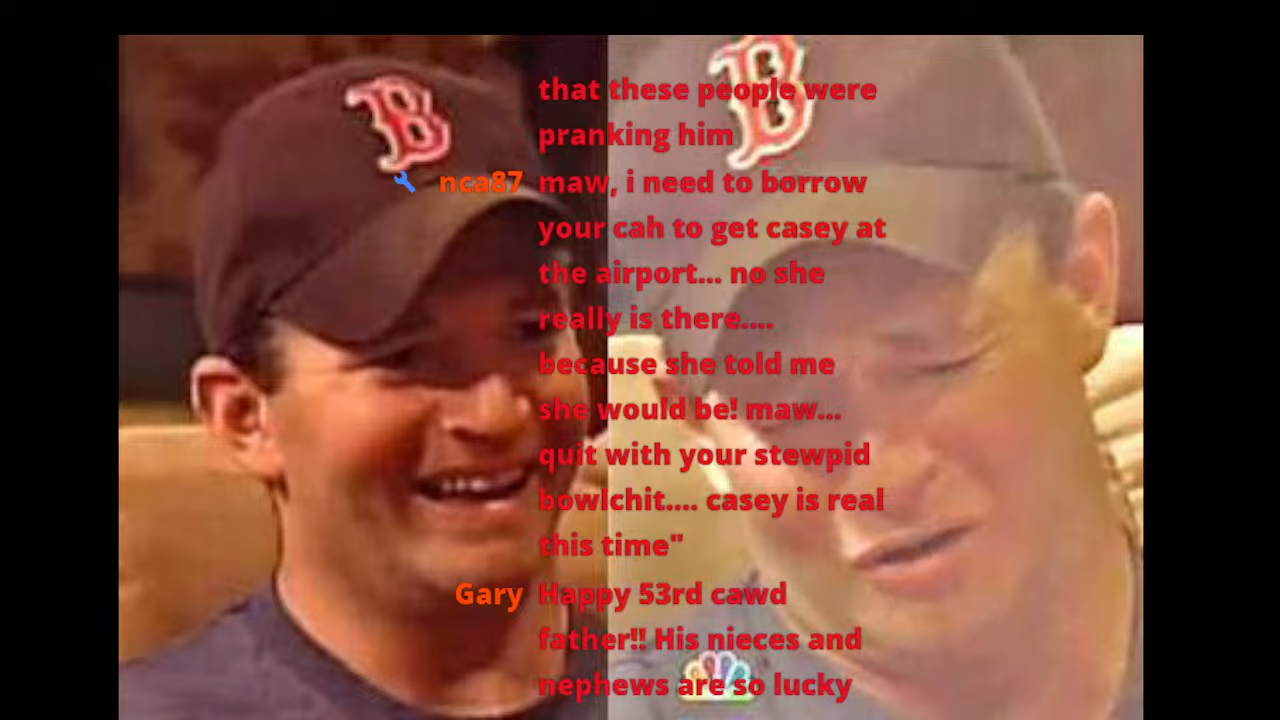 B B
that these people were
pranking him
nca87 maw, i need to borrow
your cah to get casey at
the airport... no she
really is there....
because she told me
she would be! maw...
quit with your stewpid
bowlchit.... casey is real
this time"
Gary Happy 53rd cawd
father!! His nieces and
nephews are so lucky